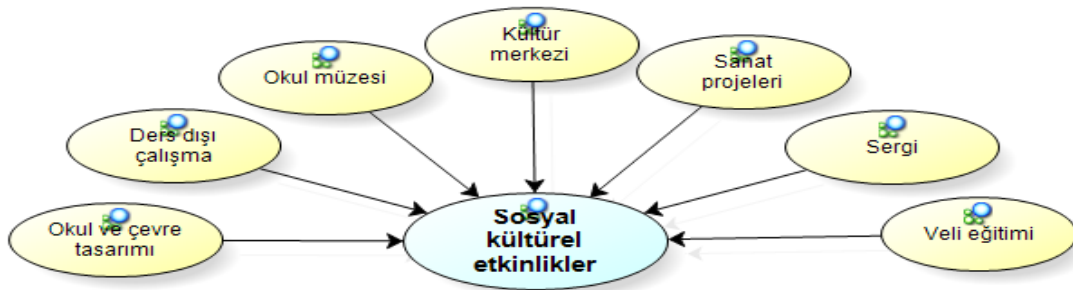 Kültür
merkezi
Okul müzesi
Sanat
projeleri
Ders dışı
çalışma
Sergi
Okul ve çevre
tasarımı
Sosyal
kültürel
etkinlikler
Veli eğitimi